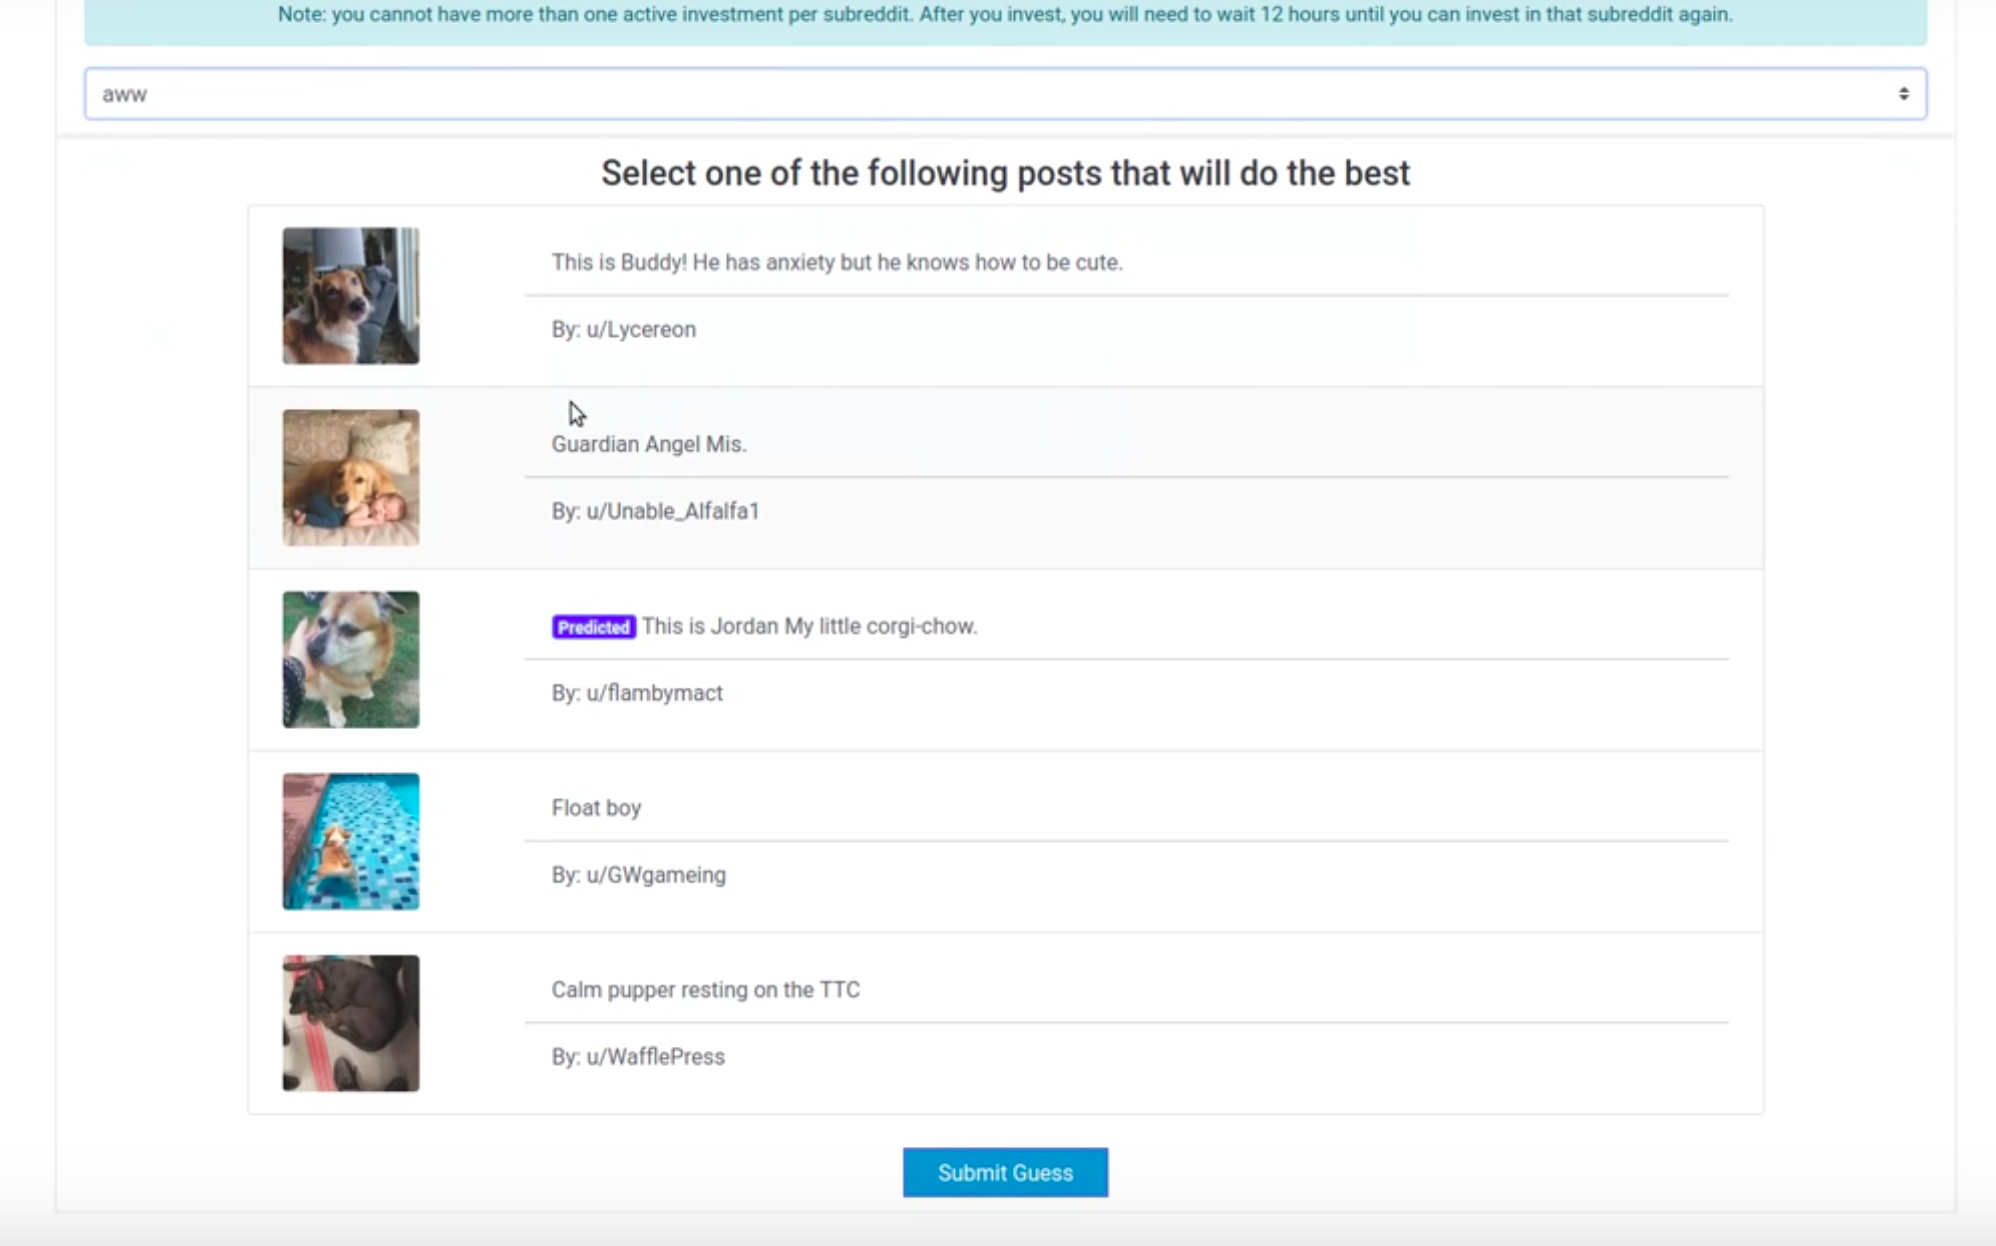 Note: you cannot have more than one active investment per subreddit. After you invest, you will need to wait 12 hours until you can invest in that subreddit again.
aww
Select one of the following posts that will do the best
This is Buddy! He has anxiety but he knows how to be cute.
By: u/Lycereon
Guardian Angel Mis.
By: u/Unable_Alfalfa1
Predicted This is Jordan My little corgi-chow.
By: u/flambymact
Float boy
By: u/GWgameing
Calm pupper resting on the TTC
By: u/WafflePress
Submit Guess